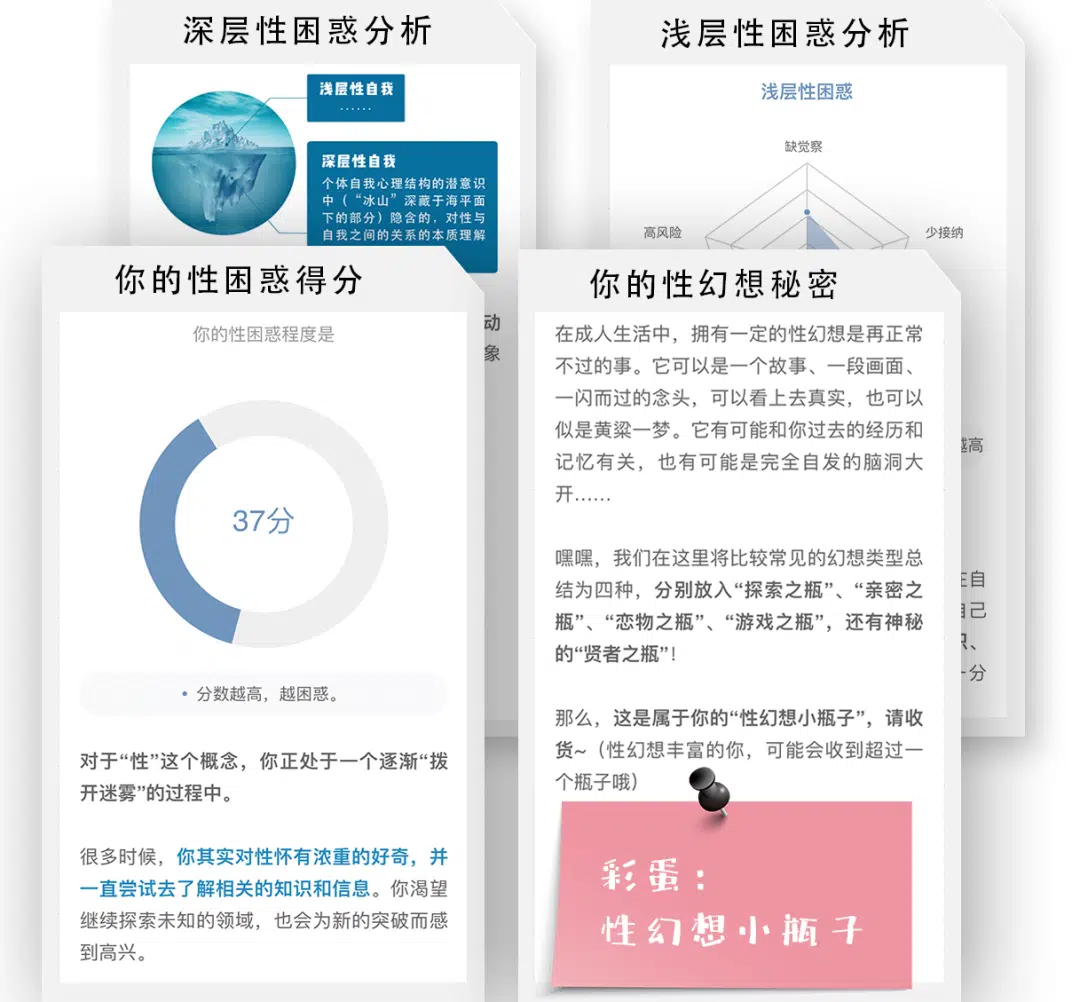 深层性困惑分析
浅层性自我
......
深层性自我
个体自我心理结构的潜意识
中（“冰山”深藏于海平面
下的部分）隐含的，对性与
自我之间的关系的本质理解
动
象
浅层性困惑分析
浅层性困惑
缺觉察
高风险
少接纳
越高
在自
自己
识、
一分
你的性困惑得分
你的性困惑程度是
37分
• 分数越高，越困惑。
对于“性”这个概念，你正处于一个逐渐“拨
开迷雾”的过程中。
很多时候，你其实对性怀有浓重的好奇，并
一直尝试去了解相关的知识和信息。你渴望
继续探索未知的领域，也会为新的突破而感
到高兴。
你的性幻想秘密
在成人生活中，拥有一定的性幻想是再正常
不过的事。它可以是一个故事、一段画面、
一闪而过的念头，可以看上去真实，也可以
似是黄粱一梦。它有可能和你过去的经历和
记忆有关，也有可能是完全自发的脑洞大
开……
嘿嘿，我们在这里将比较常见的幻想类型总
结为四种，分别放入“探索之瓶”、“亲密之
瓶”、“恋物之瓶”、“游戏之瓶”，还有神秘
的“贤者之瓶”！
那么，这是属于你的“性幻想小瓶子”，请收
货~（性幻想丰富的你，可能会收到超过一
个瓶子哦）
彩蛋：
性幻想小瓶子